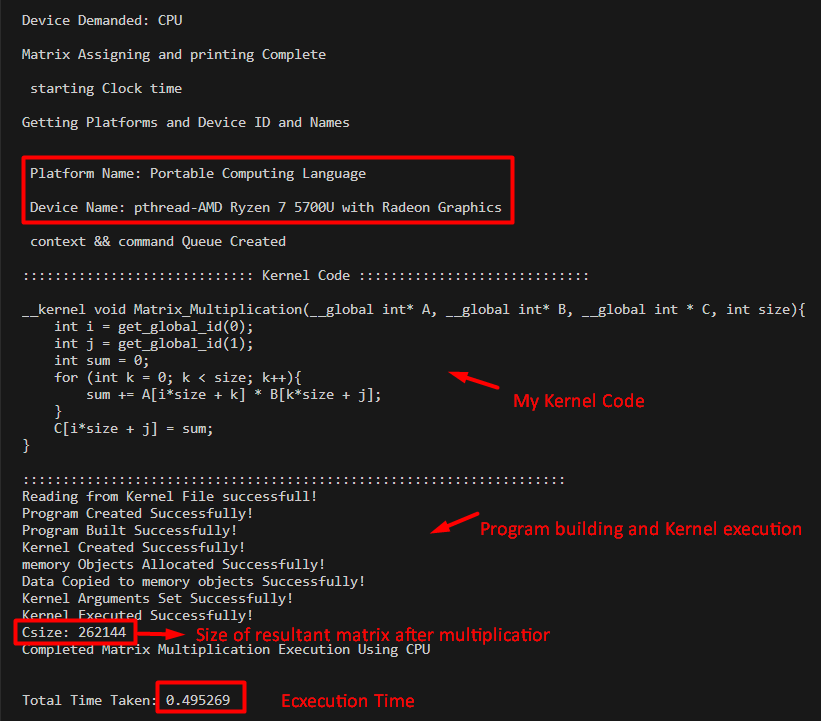 Device Demanded: CPU
Matrix Assigning and printing Complete
starting Clock time
Getting Platforms and Device ID and Names
Platform Name: Portable Computing Language
Device Name: pthread-AMD Ryzen 7 5700U with Radeon Graphics
context && command Queue Created
::::::::::::::::::::::::::::: Kernel Code :::::::::::::::::::::::::::::
__kernel void Matrix_Multiplication(__global int* A, __global int* B, __global int * C, int size){
    int i = get_global_id(0);
    int j = get_global_id(1);
    int sum = 0;
    for (int k = 0; k < size; k++){
        sum += A[i*size + k] * B[k*size + j];
    }
    C[i*size + j] = sum;
}
My Kernel Code
::::::::::::::::::::::::::::::::::::::::::::::::::::::::::::::::::::
Reading from Kernel File successfull!
Program Created Successfully!
Program Built Successfully!
Program building and Kernel execution
Kernel Created Successfully!
memory Objects Allocated Successfully!
Data Copied to memory objects Successfully!
Kernel Arguments Set Successfully!
Kernel Executed Successfully!
Csize: 262144
Size of resultant matrix after multiplicatior
Completed Matrix Multiplication Execution Using CPU
Total Time Taken: 0.495269
Ecxecution Time